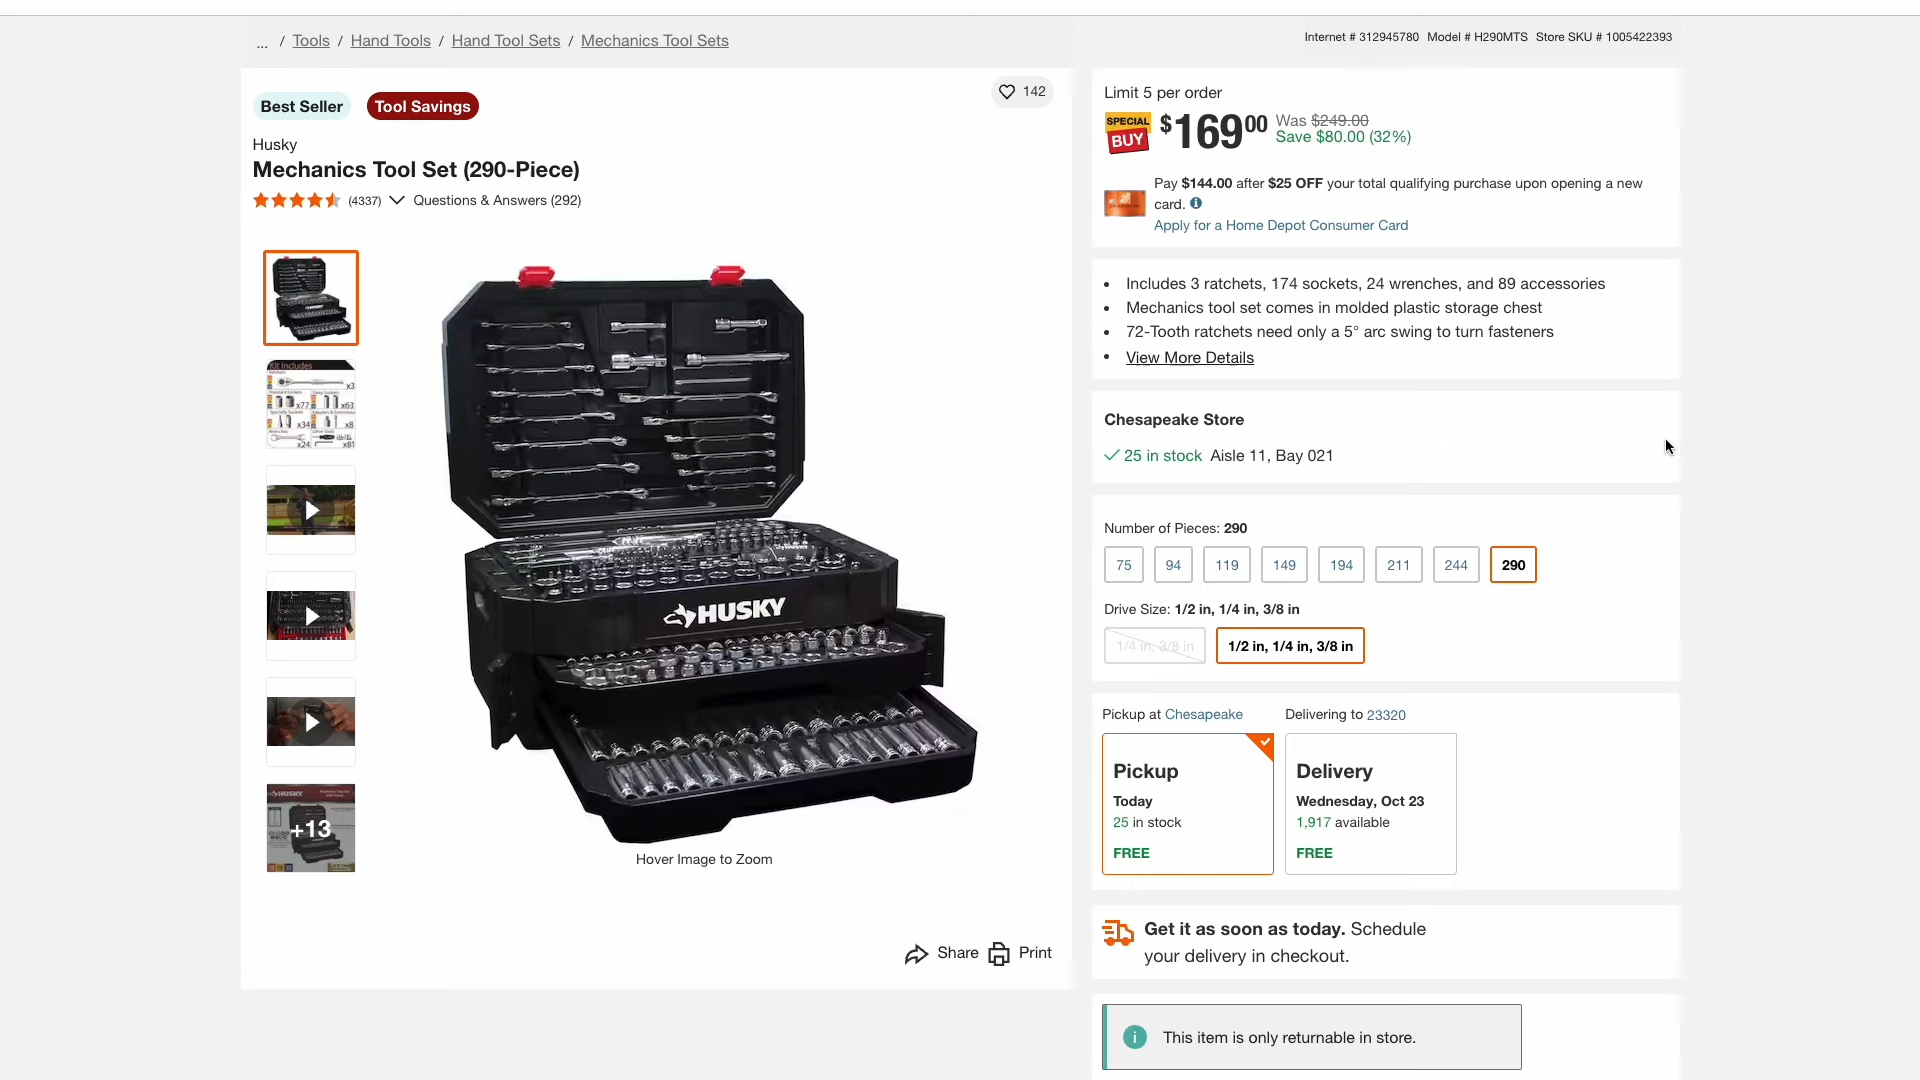 ... / Tools / Hand Tools / Hand Tool Sets / Mechanics Tool Sets
Internet # 312945780 Model # H290MTS Store SKU # 1005422393
Best Seller
Tool Savings
142
Husky
Mechanics Tool Set (290-Piece)
(4337)
Questions & Answers (292)
Kit Includes
x3
x77
x63
x34
x8
x24
x81
+13
HUSKY
Hover Image to Zoom
Share
Print
Limit 5 per order
SPECIAL
BUY
$16900
Was $249.00
Save $80.00 (32%)
Pay $144.00 after $25 OFF your total qualifying purchase upon opening a new
card.
Apply for a Home Depot Consumer Card
Includes 3 ratchets, 174 sockets, 24 wrenches, and 89 accessories
Mechanics tool set comes in molded plastic storage chest
72-Tooth ratchets need only a 5° arc swing to turn fasteners
View More Details
Chesapeake Store
25 in stock Aisle 11, Bay 021
Number of Pieces: 290
75 94 119 149 194 211 244 290
Drive Size: 1/2 in, 1/4 in, 3/8 in
1/4 in, 3/8 in
1/2 in, 1/4 in, 3/8 in
Pickup at Chesapeake
Delivering to 23320
Pickup
Today
25 in stock
FREE
Delivery
Wednesday, Oct 23
1,917 available
FREE
Get it as soon as today. Schedule
your delivery in checkout.
This item is only returnable in store.